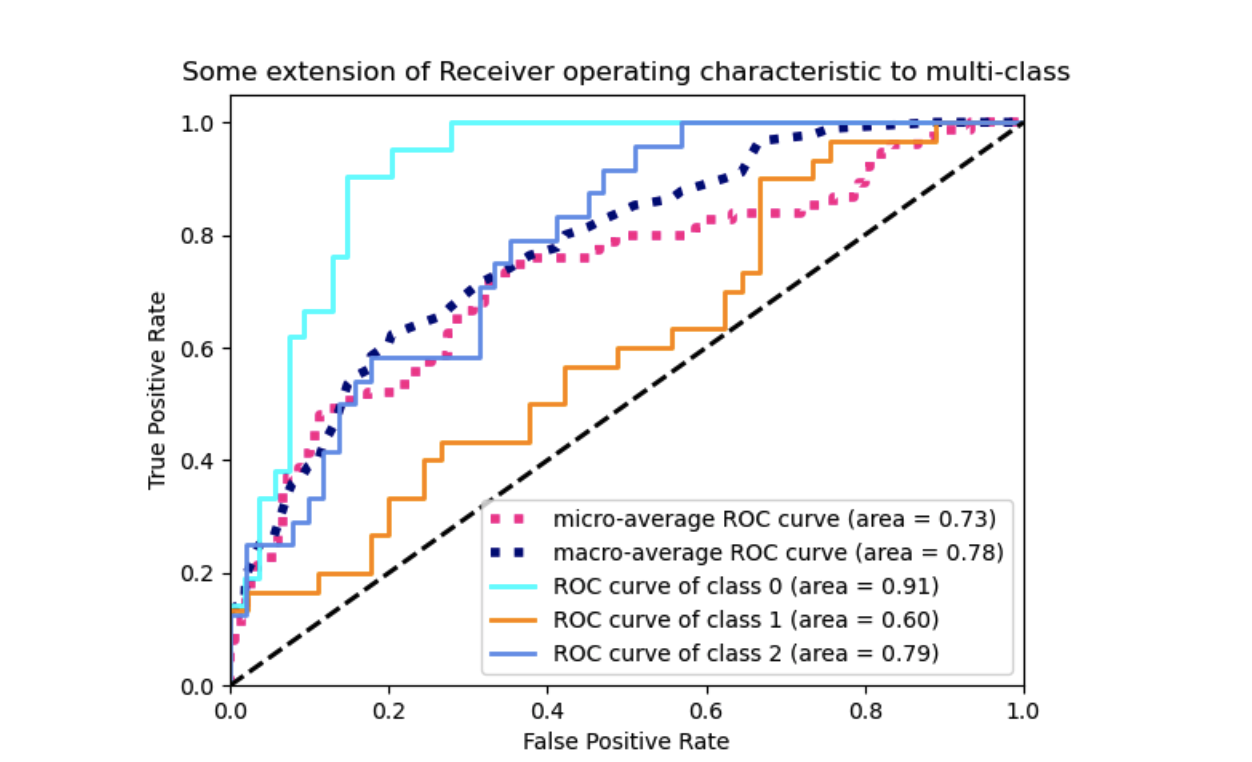 Some extension of Receiver operating characteristic to multi-class
True Positive Rate
1.0
0.8
0.6
0.4
0.2
0.0
micro-average ROC curve (area = 0.73)
macro-average ROC curve (area = 0.78)
ROC curve of class 0 (area = 0.91)
ROC curve of class 1 (area = 0.60)
ROC curve of class 2 (area = 0.79)
0.0 0.2 0.4 0.6 0.8 1.0
False Positive Rate